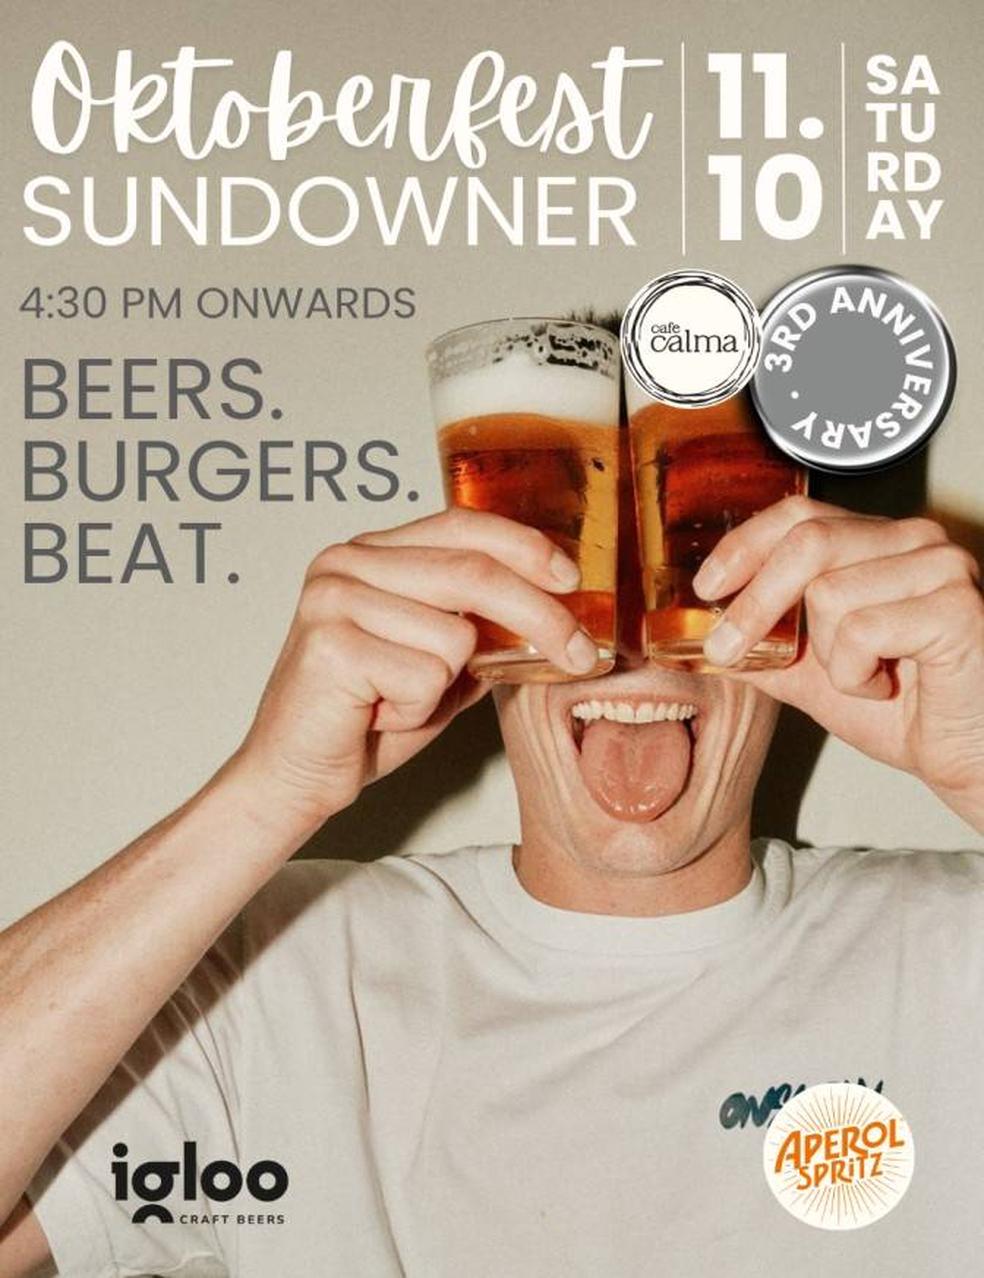 Oktoberfest
SUNDOWNER
11.
10
SA
TU
RD
AY
4:30 PM ONWARDS
BEERS.
BURGERS.
BEAT.
cafe
calma
3RD ANNIVERSARY •
igloo
CRAFT BEERS
APEROL
SPRiTZ